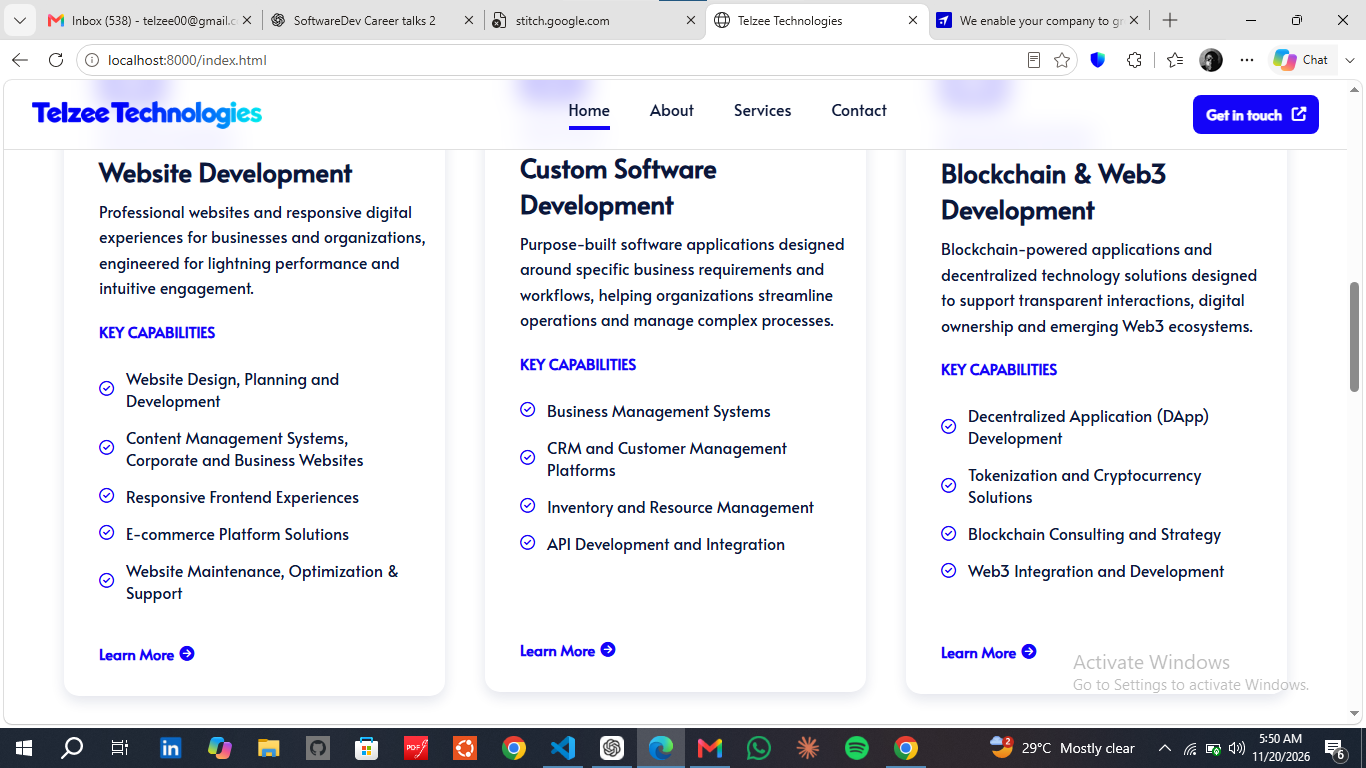 Inbox (538) - telzee00@gmail.c
SoftwareDev Career talks 2
stitch.google.com
Telzee Technologies
We enable your company to gr
localhost:8000/index.html
Chat
Telzee Technologies
Home
About
Services
Contact
Get in touch
Website Development
Professional websites and responsive digital
experiences for businesses and organizations,
engineered for lightning performance and
intuitive engagement.
KEY CAPABILITIES
Website Design, Planning and
Development
Content Management Systems,
Corporate and Business Websites
Responsive Frontend Experiences
E-commerce Platform Solutions
Website Maintenance, Optimization &
Support
Learn More
Custom Software
Development
Purpose-built software applications designed
around specific business requirements and
workflows, helping organizations streamline
operations and manage complex processes.
KEY CAPABILITIES
Business Management Systems
CRM and Customer Management
Platforms
Inventory and Resource Management
API Development and Integration
Learn More
Blockchain & Web3
Development
Blockchain-powered applications and
decentralized technology solutions designed
to support transparent interactions, digital
ownership and emerging Web3 ecosystems.
KEY CAPABILITIES
Decentralized Application (DApp)
Development
Tokenization and Cryptocurrency
Solutions
Blockchain Consulting and Strategy
Web3 Integration and Development
Learn More
Activate Windows
Go to Settings to activate Windows.
in
PDF
2
29°C Mostly clear
5:50 AM
11/20/2026
6